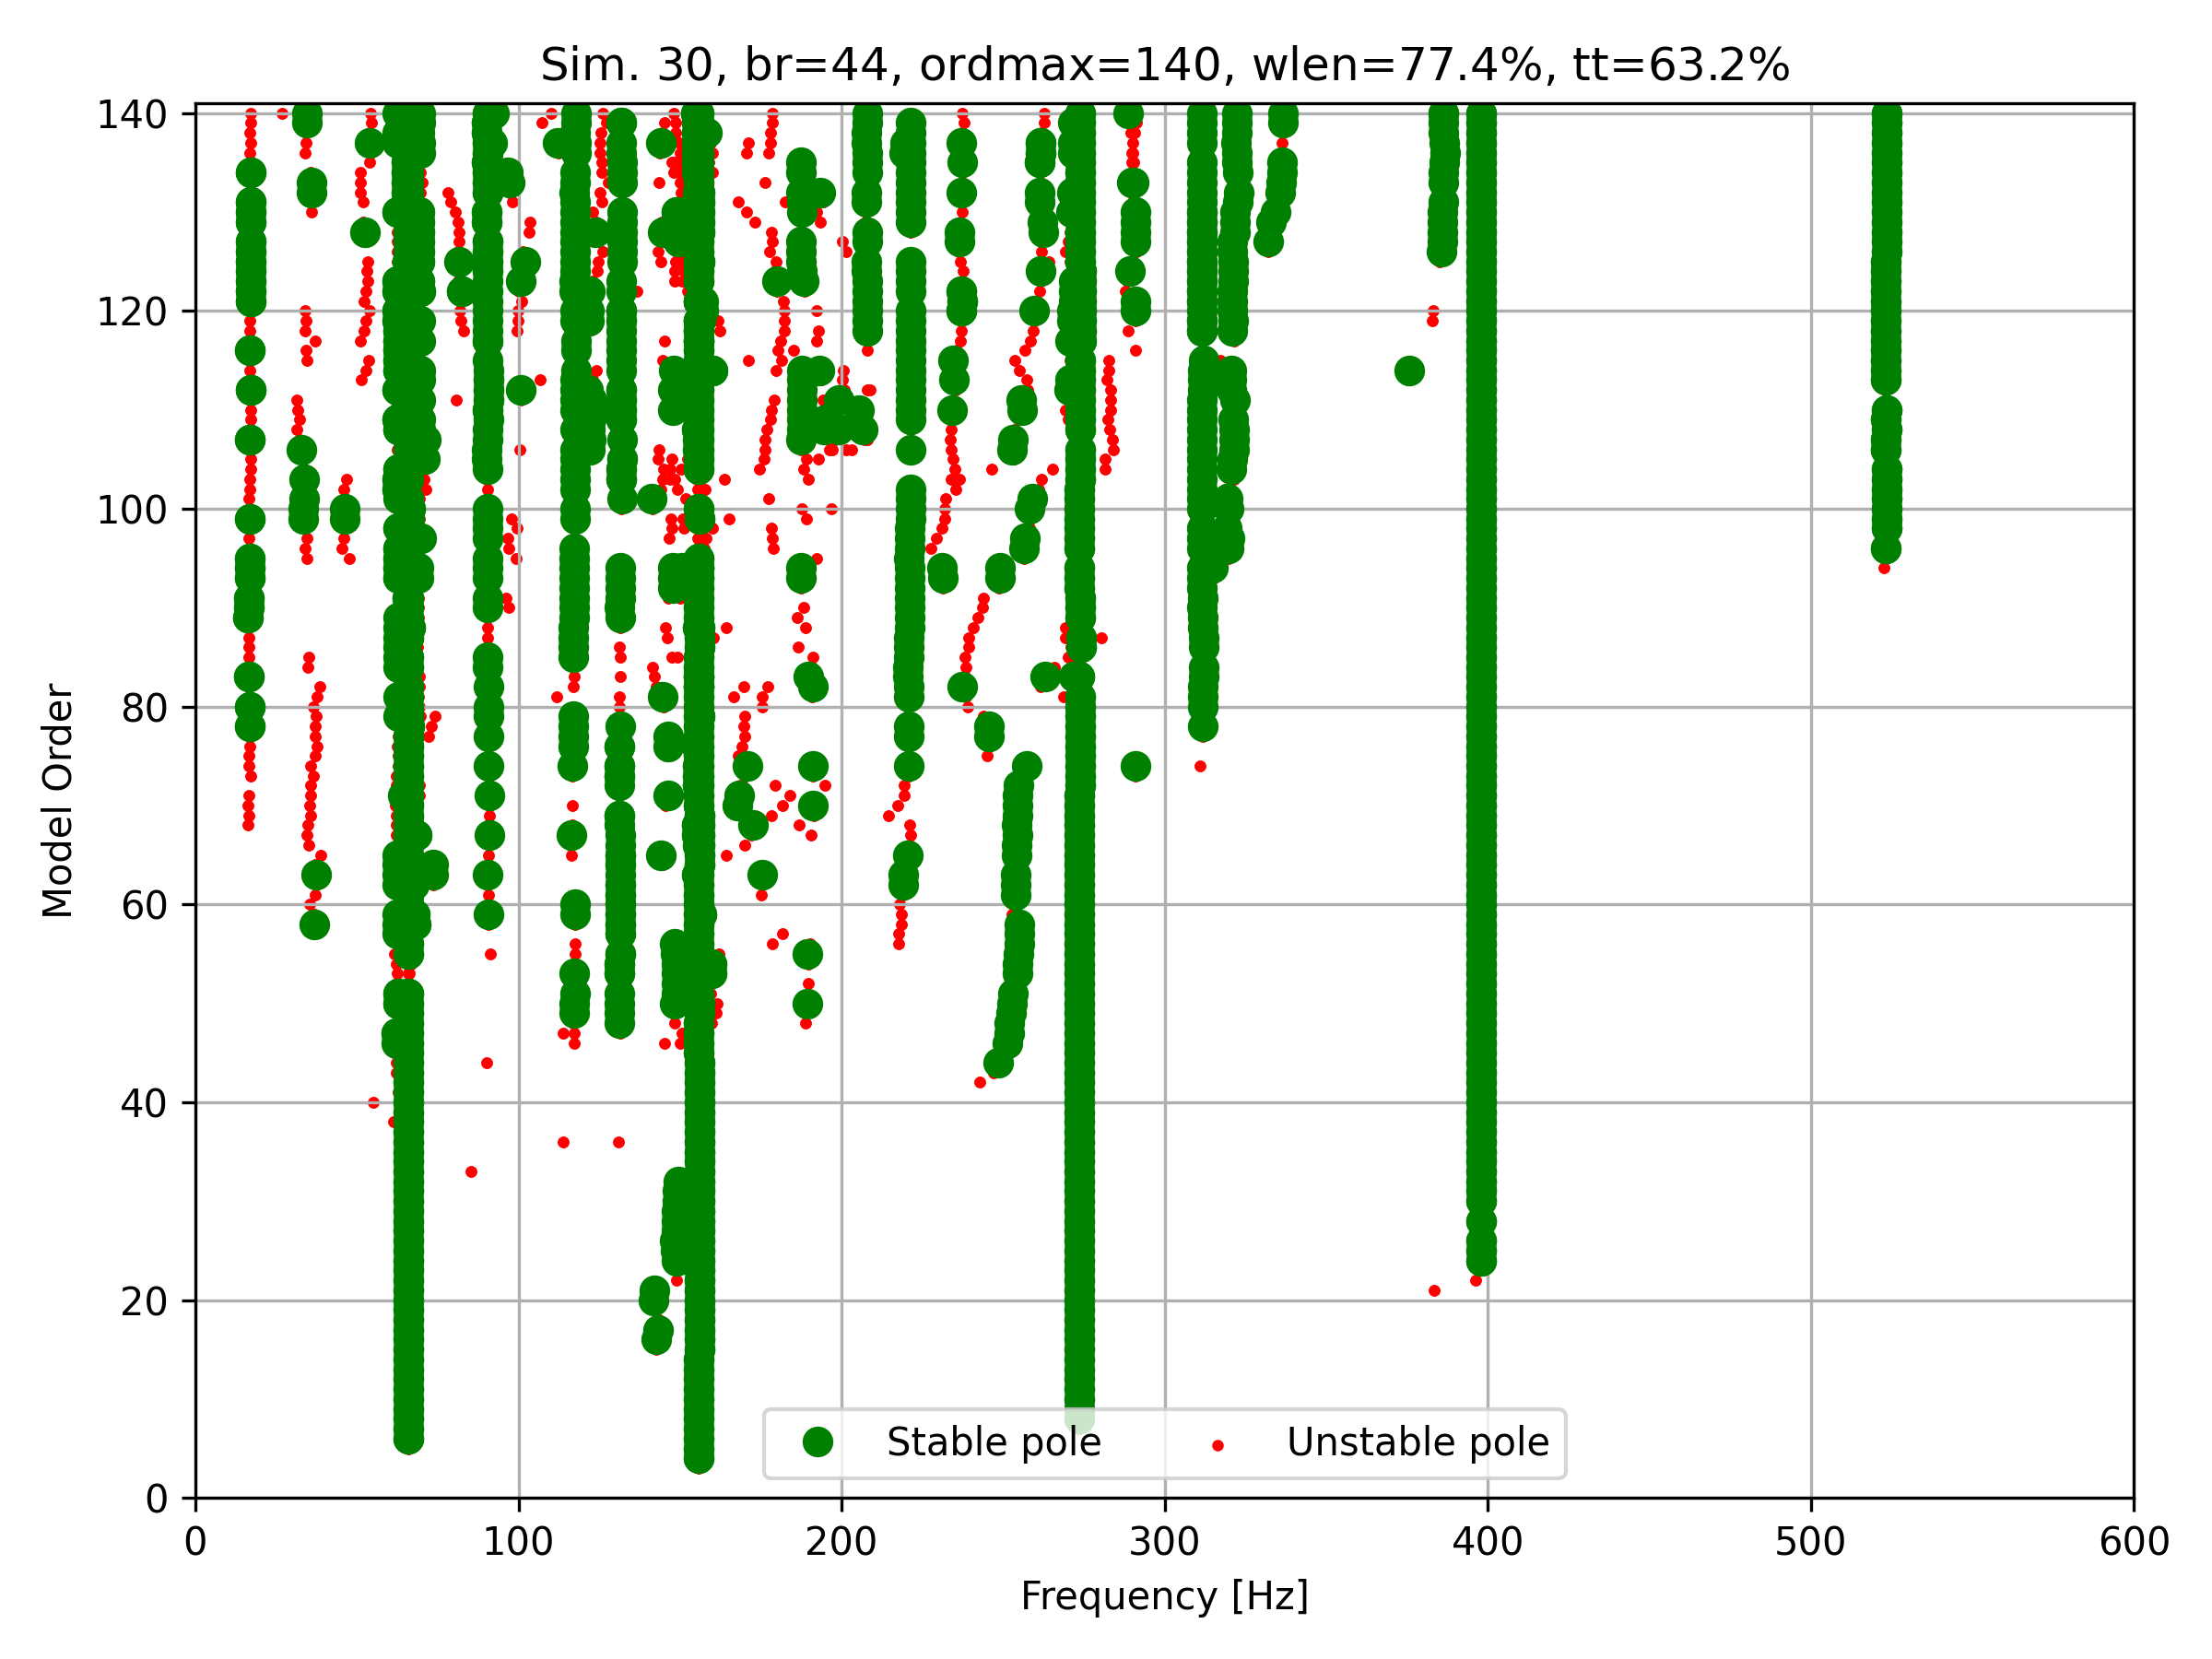 Sim. 30, br=44, ordmax=140, wlen=77.4%, tt=63.2%
140
120
100
80
60
40
20
0
Model Order
Stable pole
Unstable pole
0 100 200 300 400 500 600
Frequency [Hz]